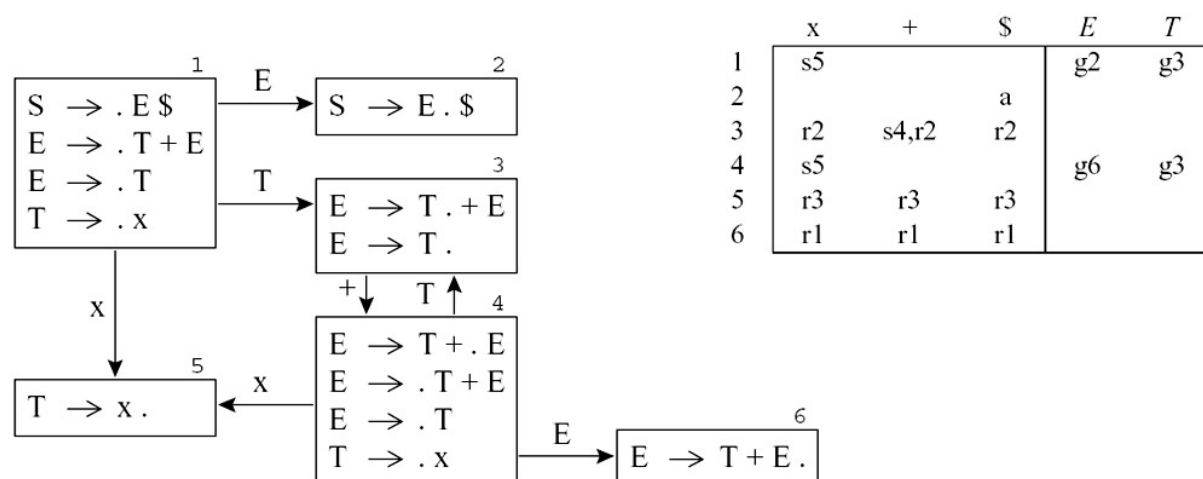 1
S → . E $
E → . T + E
E → . T
T → . x
E
2
S → E . $
T
3
E → T . + E
E → T .
x
+
T
4
E → T + . E
E → . T + E
E → . T
T → . x
x
5
T → x .
E
6
E → T + E .
x + $ E T
1 s5 g2 g3
2 a
3 r2 s4,r2 r2
4 s5 g6 g3
5 r3 r3 r3
6 r1 r1 r1